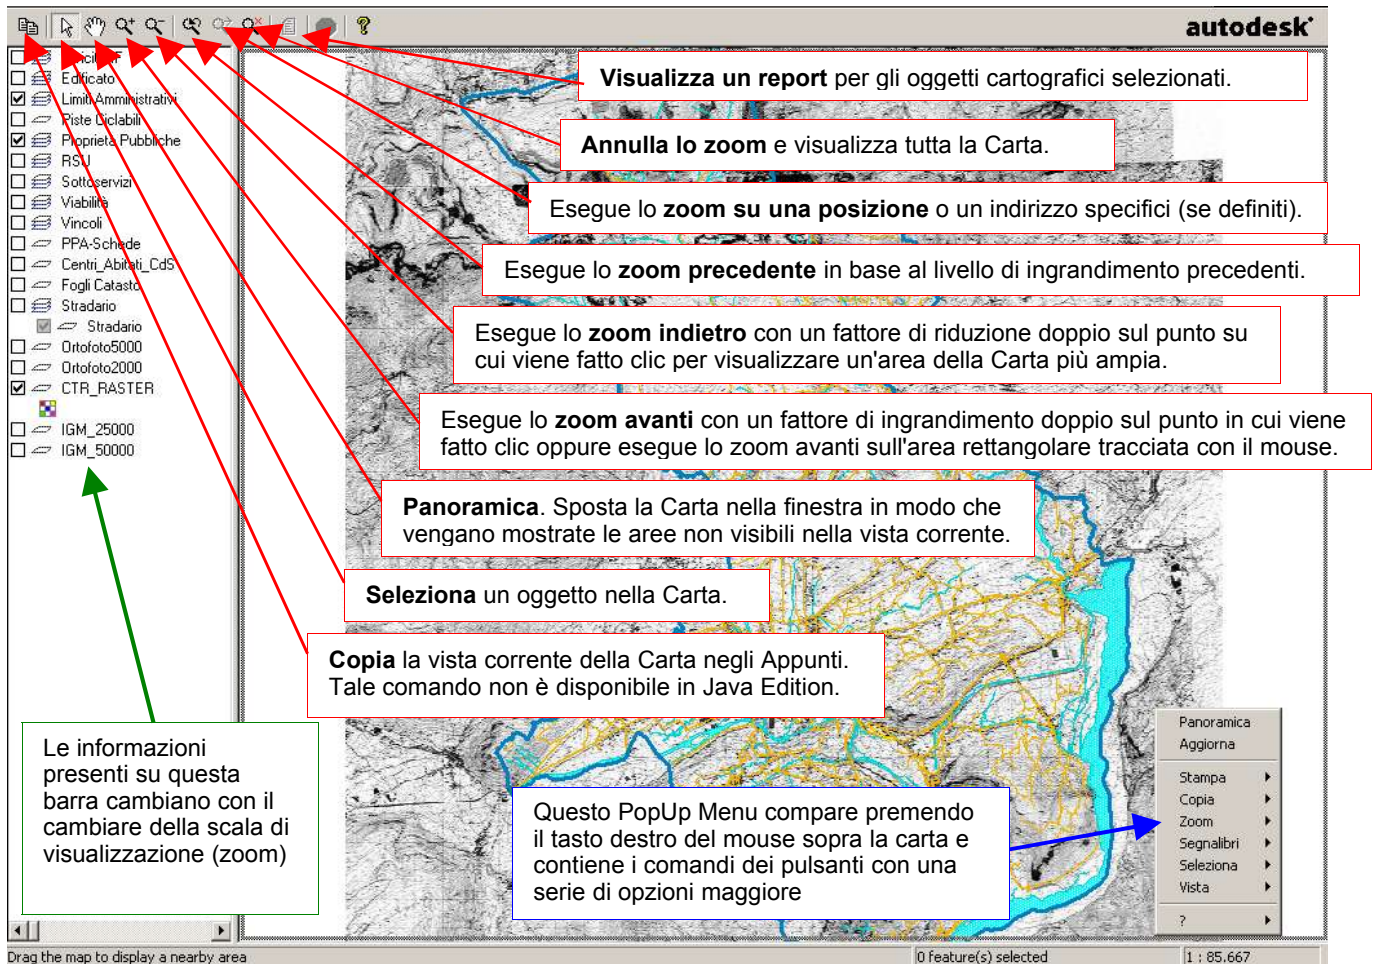 autodesk
Edificato
Limiti Amministrativi
Piste Ciclabili
Proprietà Pubbliche
RSU
Sottoservizi
Viabilità
Vincoli
PPA-Schede
Centri_Abitati_CdS
Fogli Catasto
Stradario
Stradario
Ortofoto5000
Ortofoto2000
CTR_RASTER
IGM_25000
IGM_50000
Visualizza un report per gli oggetti cartografici selezionati.
Annulla lo zoom e visualizza tutta la Carta.
Esegue lo zoom su una posizione o un indirizzo specifici (se definiti).
Esegue lo zoom precedente in base al livello di ingrandimento precedenti.
Esegue lo zoom indietro con un fattore di riduzione doppio sul punto su
cui viene fatto clic per visualizzare un'area della Carta più ampia.
Esegue lo zoom avanti con un fattore di ingrandimento doppio sul punto in cui viene
fatto clic oppure esegue lo zoom avanti sull'area rettangolare tracciata con il mouse.
Panoramica. Sposta la Carta nella finestra in modo che
vengano mostrate le aree non visibili nella vista corrente.
Seleziona un oggetto nella Carta.
Copia la vista corrente della Carta negli Appunti.
Tale comando non è disponibile in Java Edition.
Le informazioni
presenti su questa
barra cambiano con il
cambiare della scala di
visualizzazione (zoom)
Questo PopUp Menu compare premendo
il tasto destro del mouse sopra la carta e
contiene i comandi dei pulsanti con una
serie di opzioni maggiore
Panoramica
Aggiorna
Stampa
Copia
Zoom
Segnalibri
Seleziona
Vista
?
Drag the map to display a nearby area
0 feature(s) selected
1 : 85.667